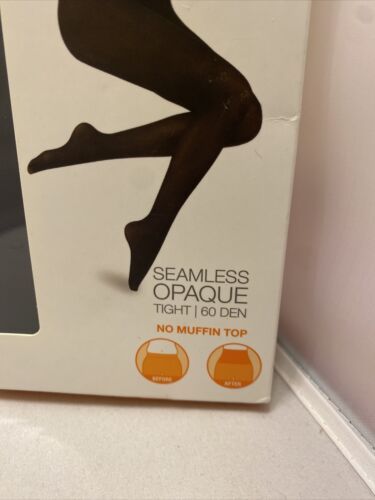 SEAMLESS
OPAQUE
TIGHT | 60 DEN
NO MUFFIN TOP
BEFORE
AFTER